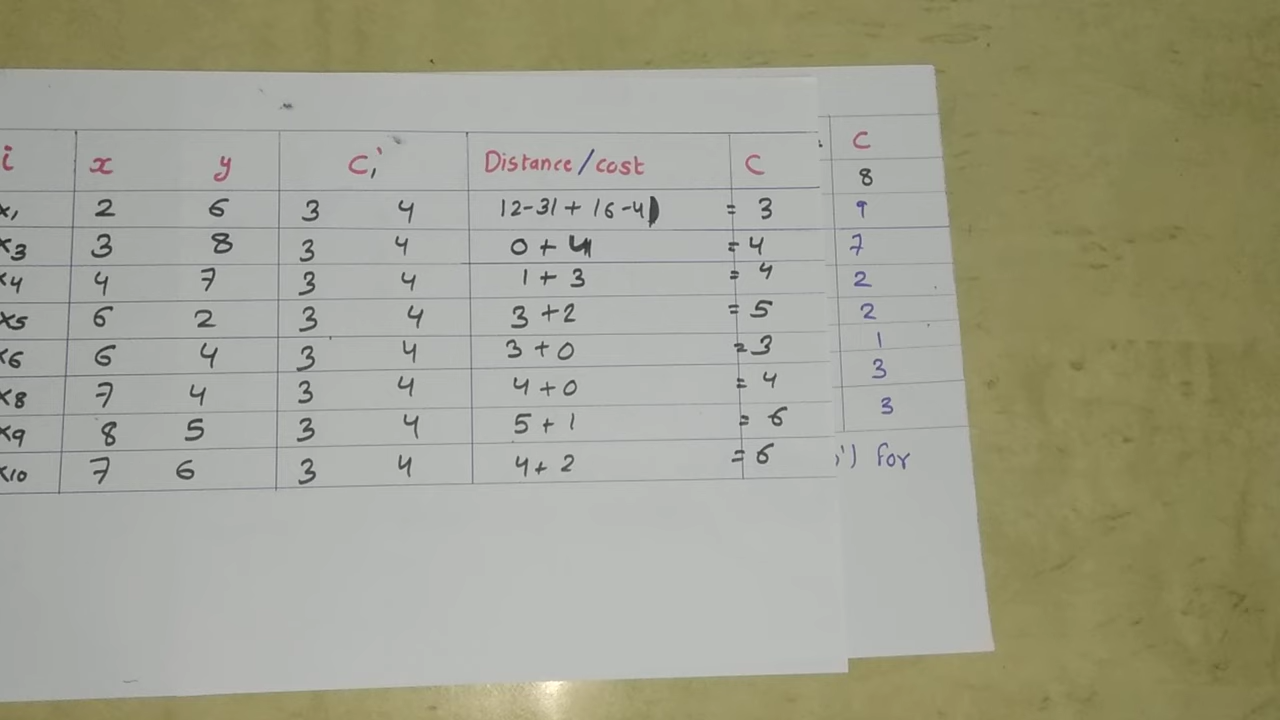 i x y C₁' Distance/cost C
x₁ 2 6 3 4 |2-3|+|6-4| = 3
x3 3 8 3 4 0+4 =4
x4 4 7 3 4 1+3 = 4
x5 6 2 3 4 3+2 = 5
x6 6 4 3 4 3+0 =3
x8 7 4 3 4 4+0 = 4
x9 8 5 3 4 5+1 = 6
x10 7 6 3 4 4+2 = 6
C
8
9
7
2
2
1
3
3
') for